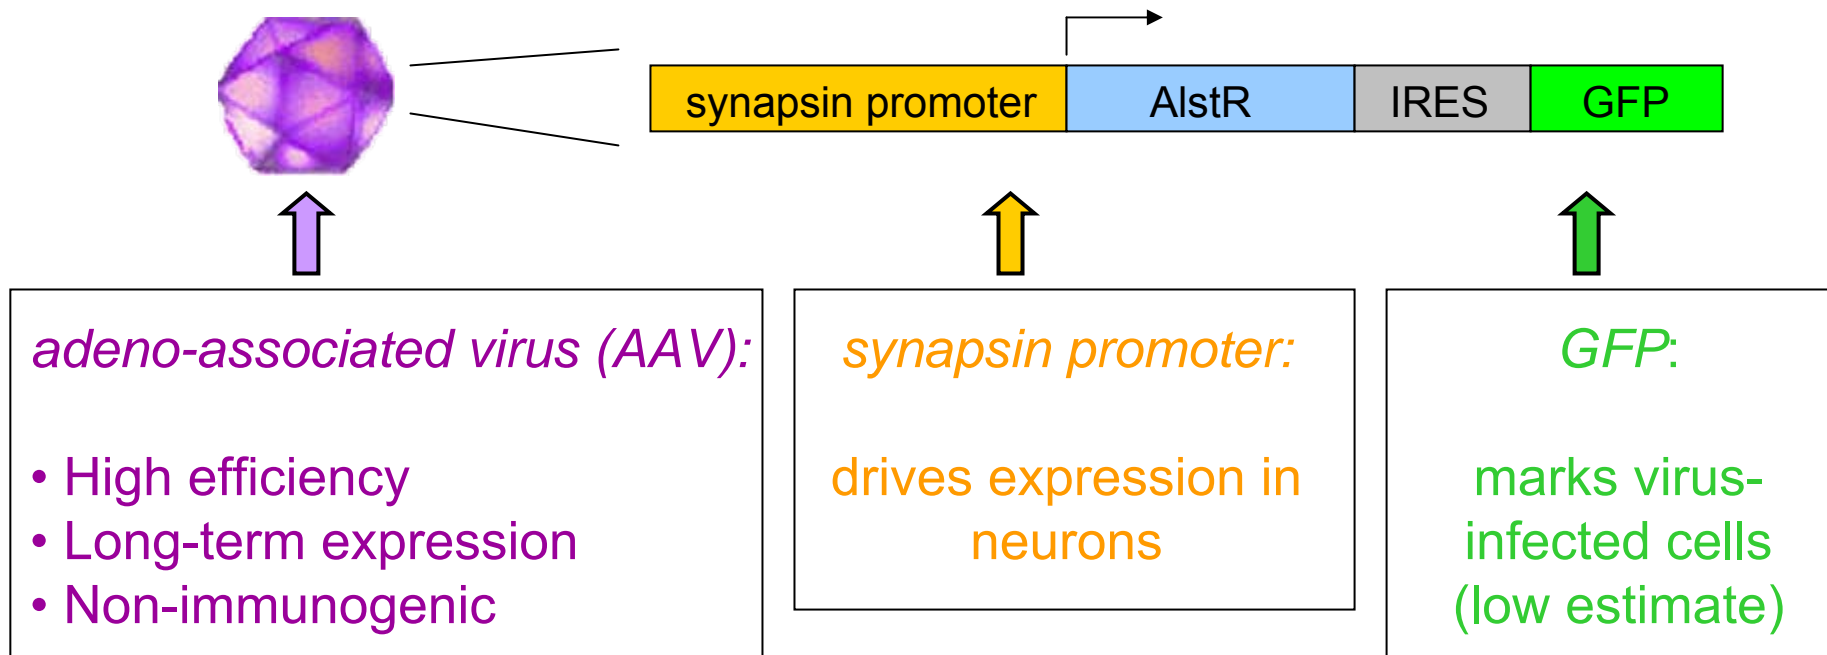 synapsin promoter AlstR IRES GFP
adeno-associated virus (AAV):
• High efficiency
• Long-term expression
• Non-immunogenic
synapsin promoter:
drives expression in
neurons
GFP:
marks virus-
infected cells
(low estimate)